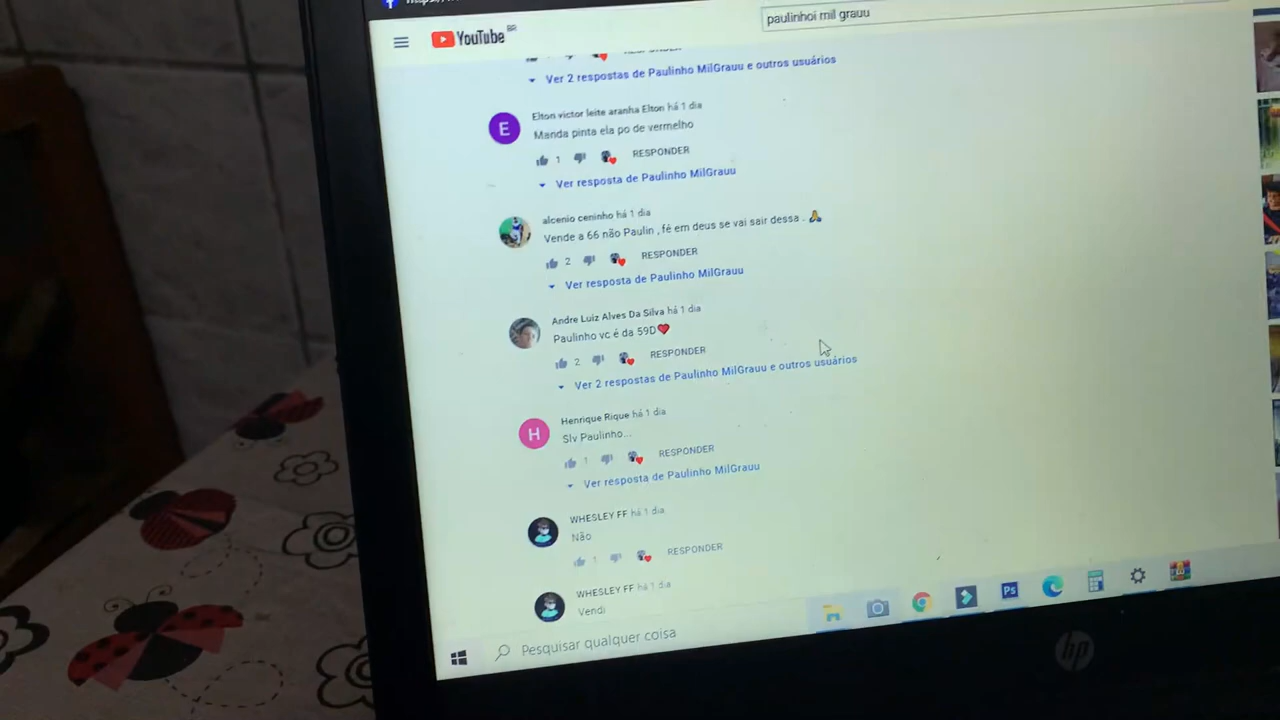 YouTube BR
paulinhoi mil grauu
Ver 2 respostas de Paulinho MilGrauu e outros usuários
E
Elton victor leite aranha Elton há 1 dia
Manda pinta ela po de vermelho
1 RESPONDER
Ver resposta de Paulinho MilGrauu
alcenio ceninho há 1 dia
Vende a 66 não Paulin , fé em deus se vai sair dessa . 🙏
2 RESPONDER
Ver resposta de Paulinho MilGrauu
Andre Luiz Alves Da Silva há 1 dia
Paulinho vc é da 59D❤️
2 RESPONDER
Ver 2 respostas de Paulinho MilGrauu e outros usuários
H
Henrique Rique há 1 dia
Slv Paulinho...
1 RESPONDER
Ver resposta de Paulinho MilGrauu
WHESLEY FF há 1 dia
Não
1 RESPONDER
WHESLEY FF há 1 dia
Vendi
Pesquisar qualquer coisa
Ps
hp